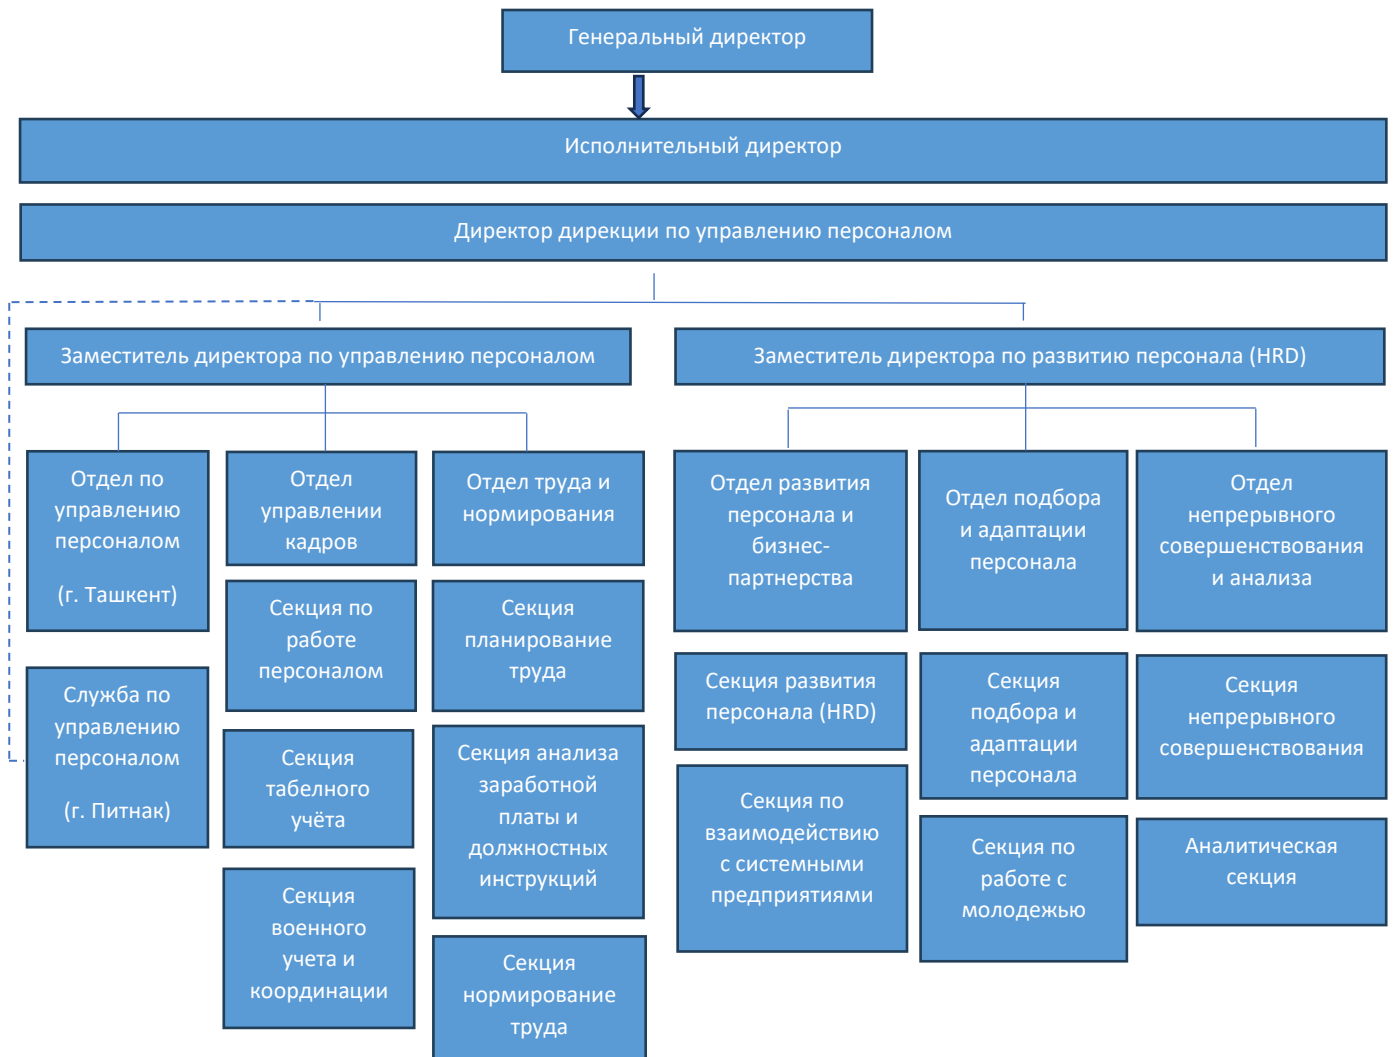 Генеральный директор
Исполнительный директор
Директор дирекции по управлению персоналом
Заместитель директора по управлению персоналом
Заместитель директора по развитию персонала (HRD)
Отдел по
управлению
персоналом
(г. Ташкент)
Служба по
управлению
персоналом
(г. Питнак)
Отдел
управлении
кадров
Секция по
работе
персоналом
Секция
табелного
учёта
Секция
военного
учета и
координации
Отдел труда и
нормирования
Секция
планирование
труда
Секция анализа
заработной
платы и
должностных
инструкций
Секция
нормирование
труда
Отдел развития
персонала и
бизнес-
партнерства
Секция развития
персонала (HRD)
Секция по
взаимодействию
с системными
предприятиями
Отдел подбора
и адаптации
персонала
Секция
подбора и
адаптации
персонала
Секция по
работе с
молодежью
Отдел
непрерывного
совершенствования
и анализа
Секция
непрерывного
совершенствования
Аналитическая
секция